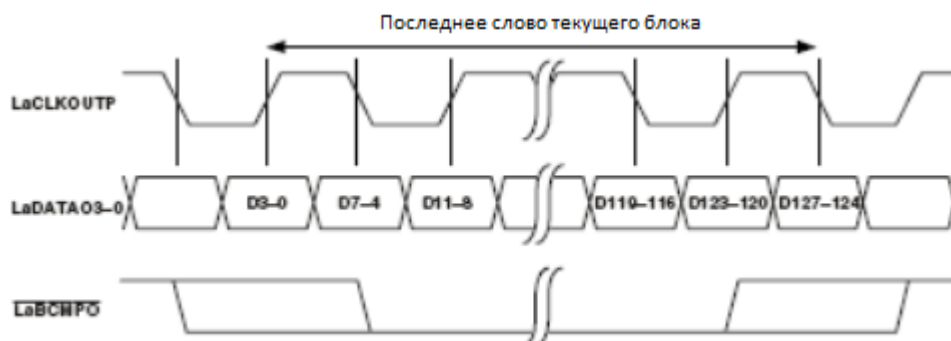 Последнее слово текущего блока
LaCLKOUTP
LaDATAO3–0 D3–0 D7–4 D11–8 D119–116 D123–120 D127–124
LaBCMPO